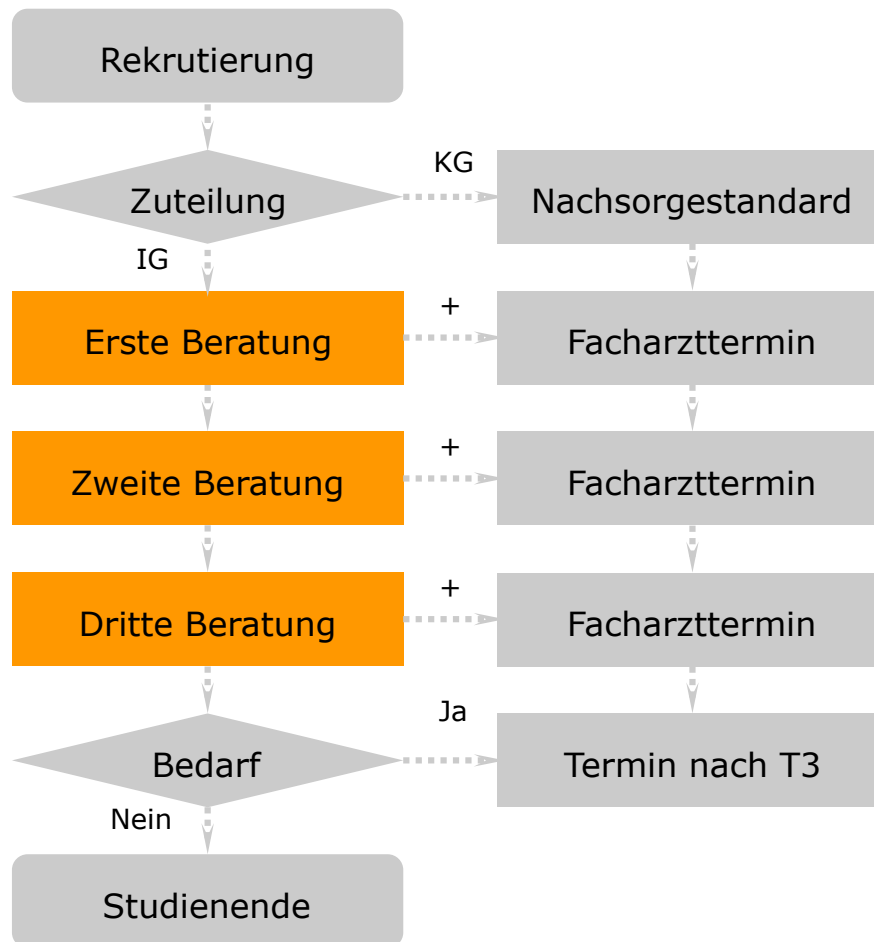 Rekrutierung
KG
Zuteilung
Nachsorgestandard
IG
+
Erste Beratung
Facharzttermin
+
Zweite Beratung
Facharzttermin
+
Dritte Beratung
Facharzttermin
Ja
Bedarf
Termin nach T3
Nein
Studienende